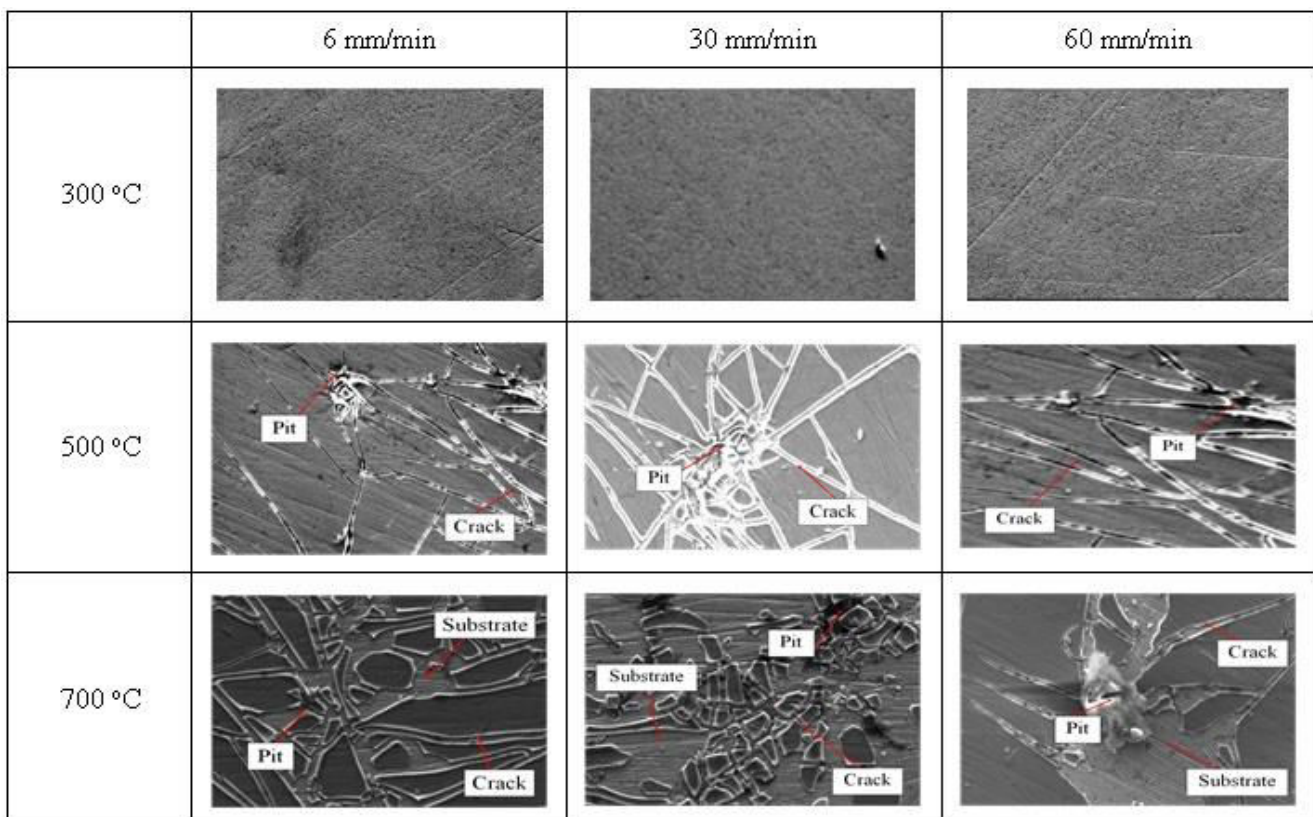 6 mm/min
30 mm/min
60 mm/min
300 °C
500 °C
Pit
Crack
Pit
Crack
Pit
Crack
700 °C
Substrate
Pit
Crack
Pit
Substrate
Crack
Crack
Pit
Substrate